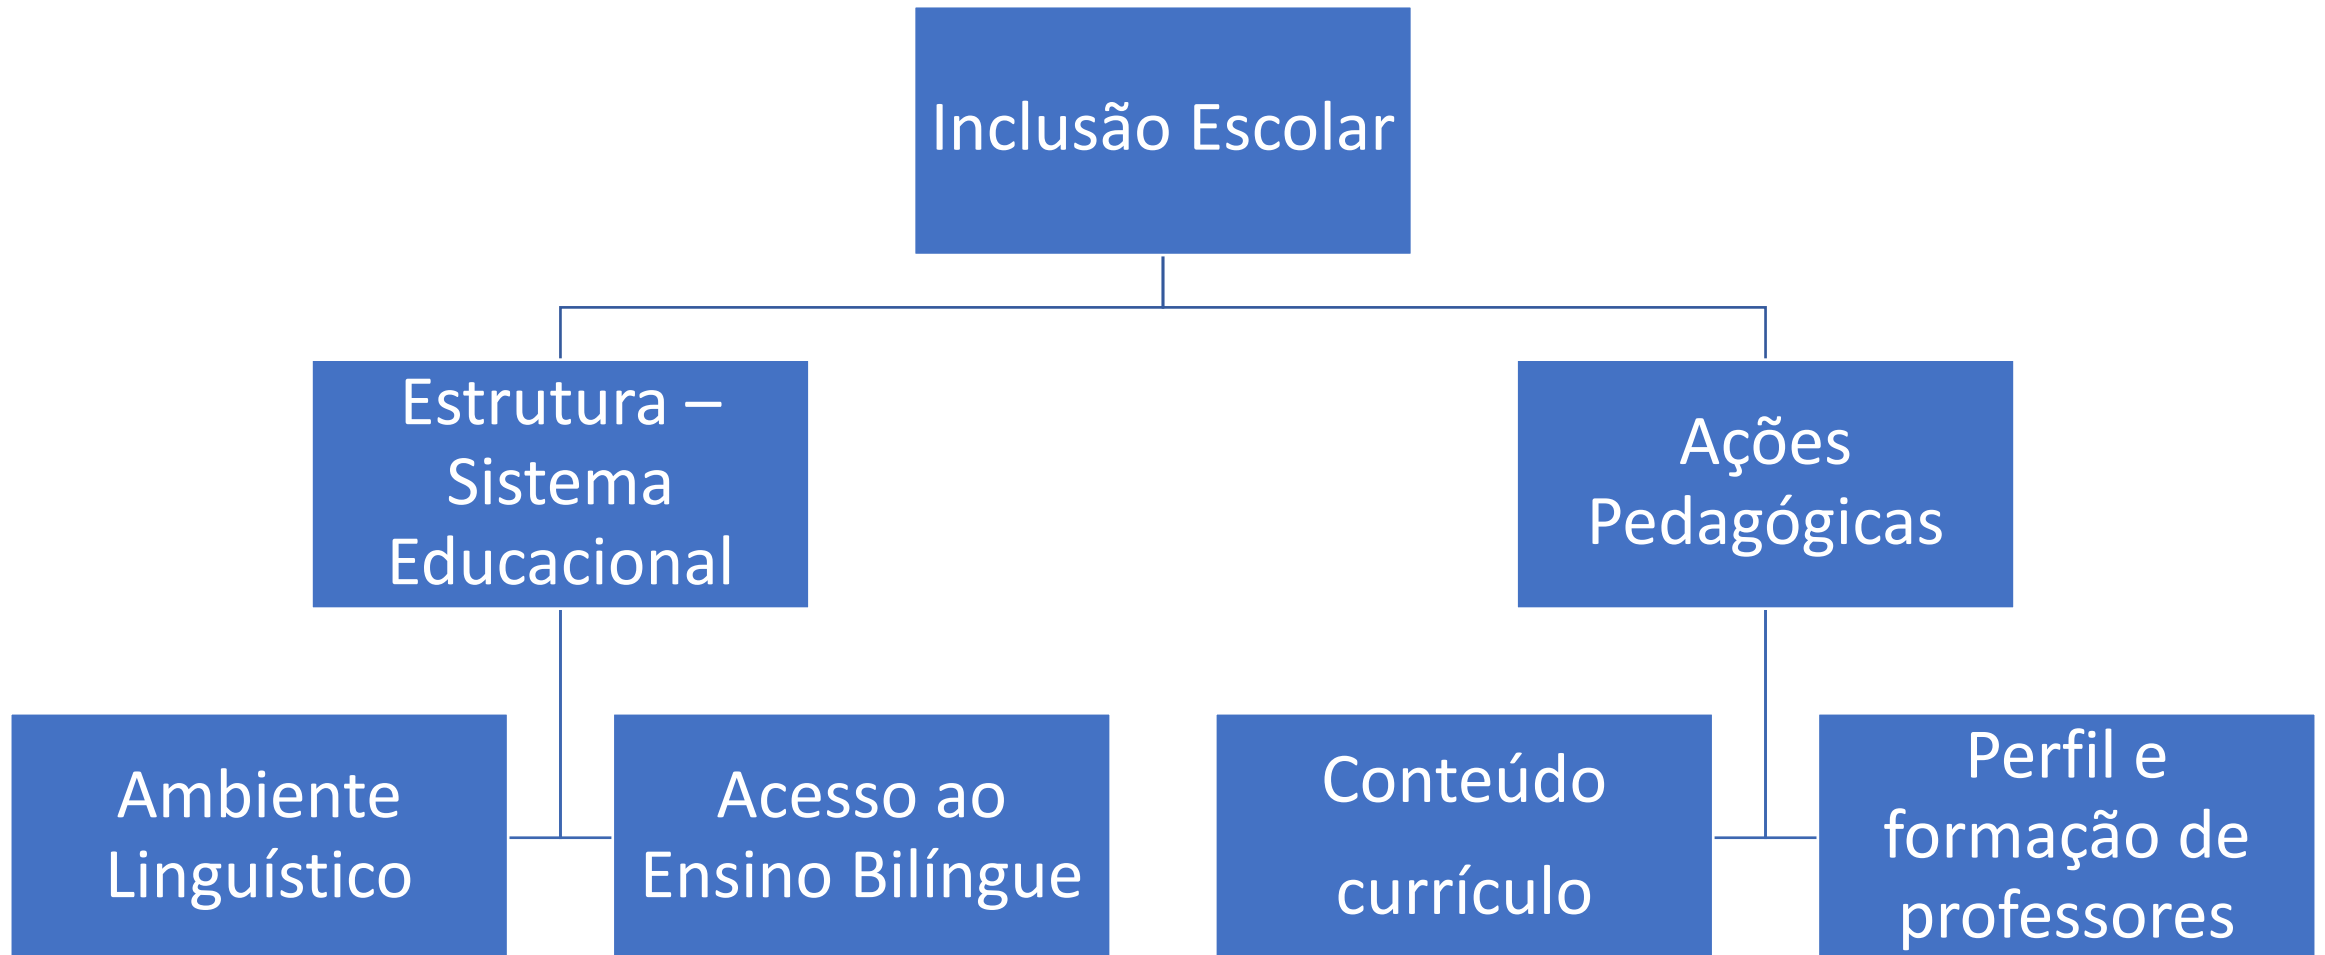 Inclusão Escolar
Estrutura –
Sistema
Educacional
Ações
Pedagógicas
Ambiente
Linguístico
Acesso ao
Ensino Bilíngue
Conteúdo
currículo
Perfil e
formação de
professores